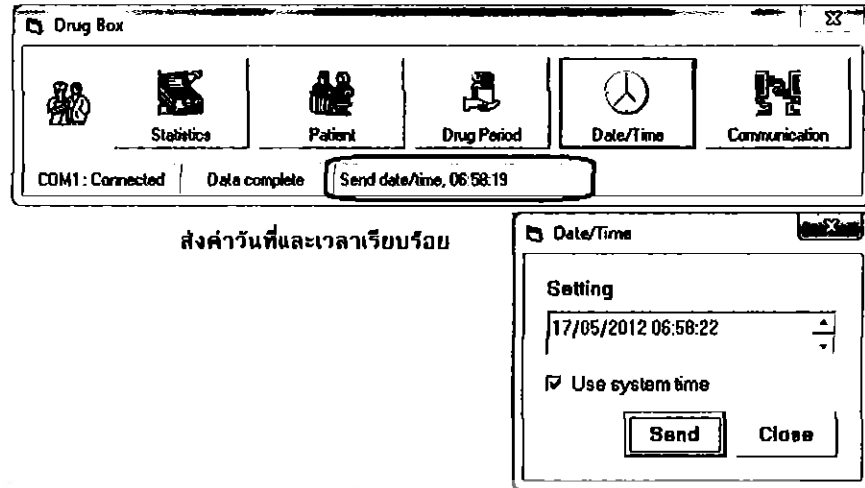 Drug Box
Statistics
Patient
Drug Period
Date/Time
Communication
COM1 : Connected
Data complete
Send date/time, 06:58:19
ส่งค่าวันที่และเวลาเรียบร้อย
Date/Time
Setting
17/05/2012 06:58:22
Use system time
Send
Close